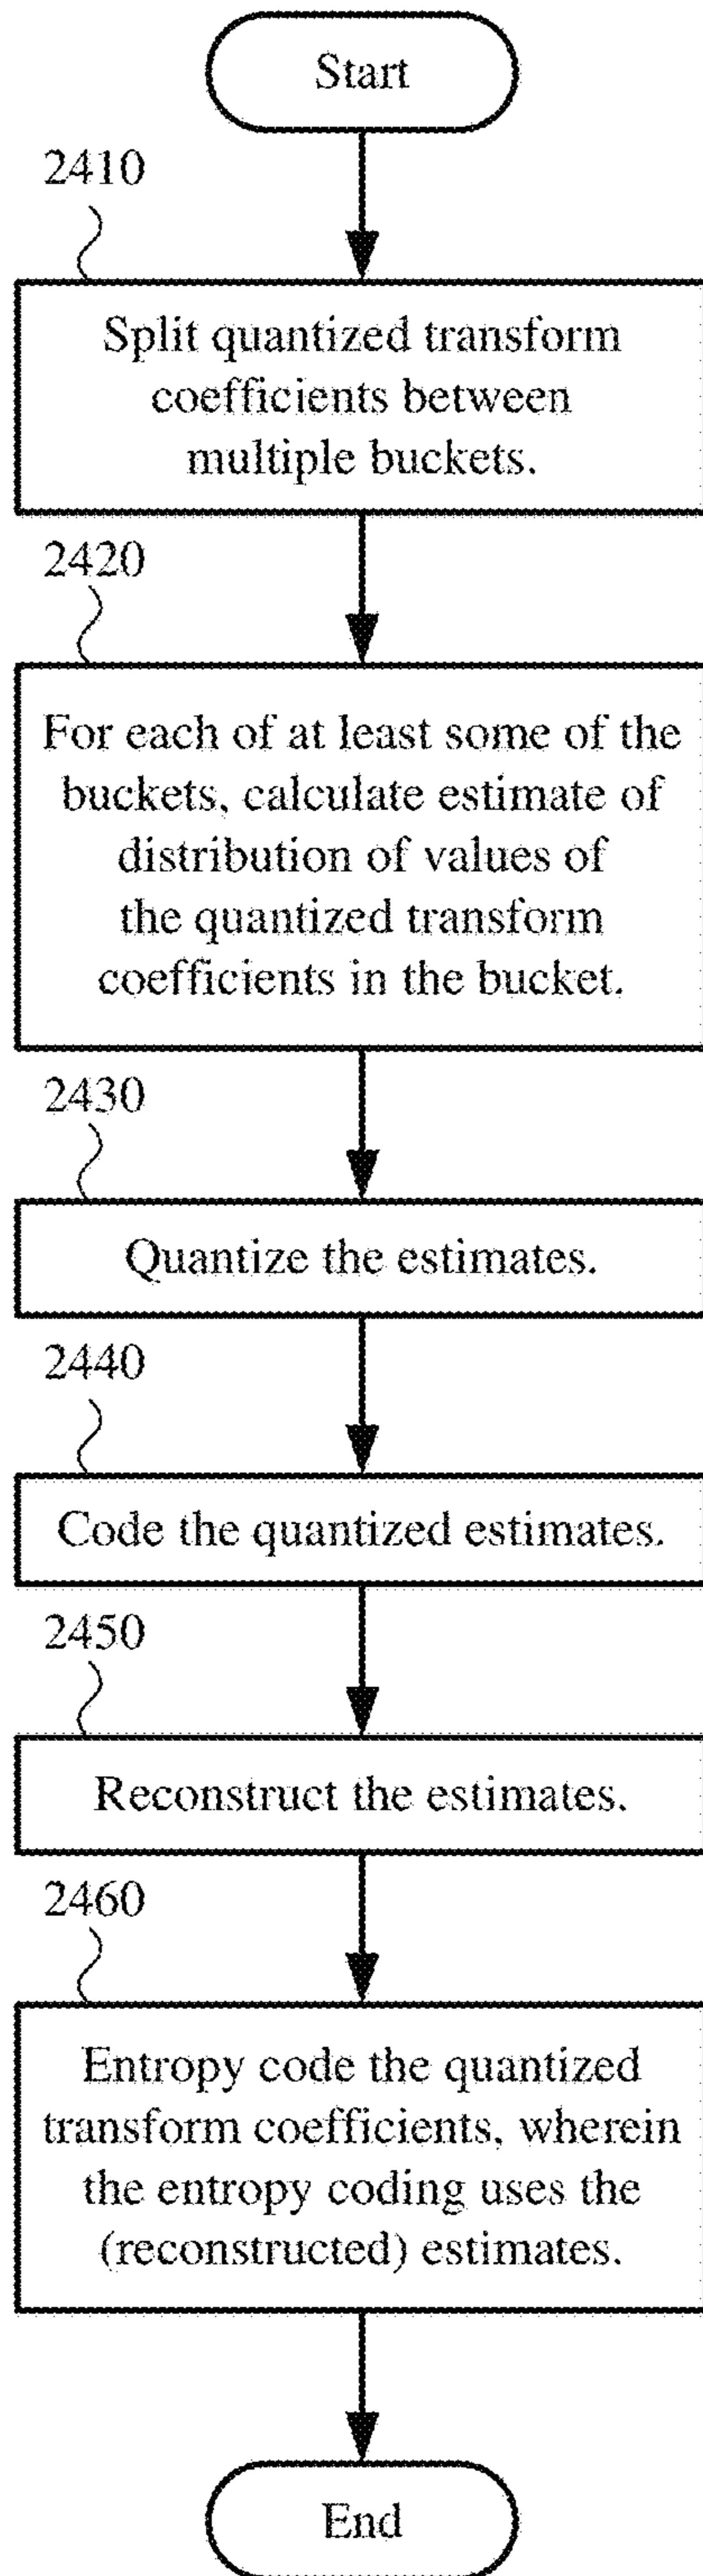 Start
2410
Split quantized transform
coefficients between
multiple buckets.
2420
For each of at least some of the
buckets, calculate estimate of
distribution of values of
the quantized transform
coefficients in the bucket.
2430
Quantize the estimates.
2440
Code the quantized estimates.
2450
Reconstruct the estimates.
2460
Entropy code the quantized
transform coefficients, wherein
the entropy coding uses the
(reconstructed) estimates.
End